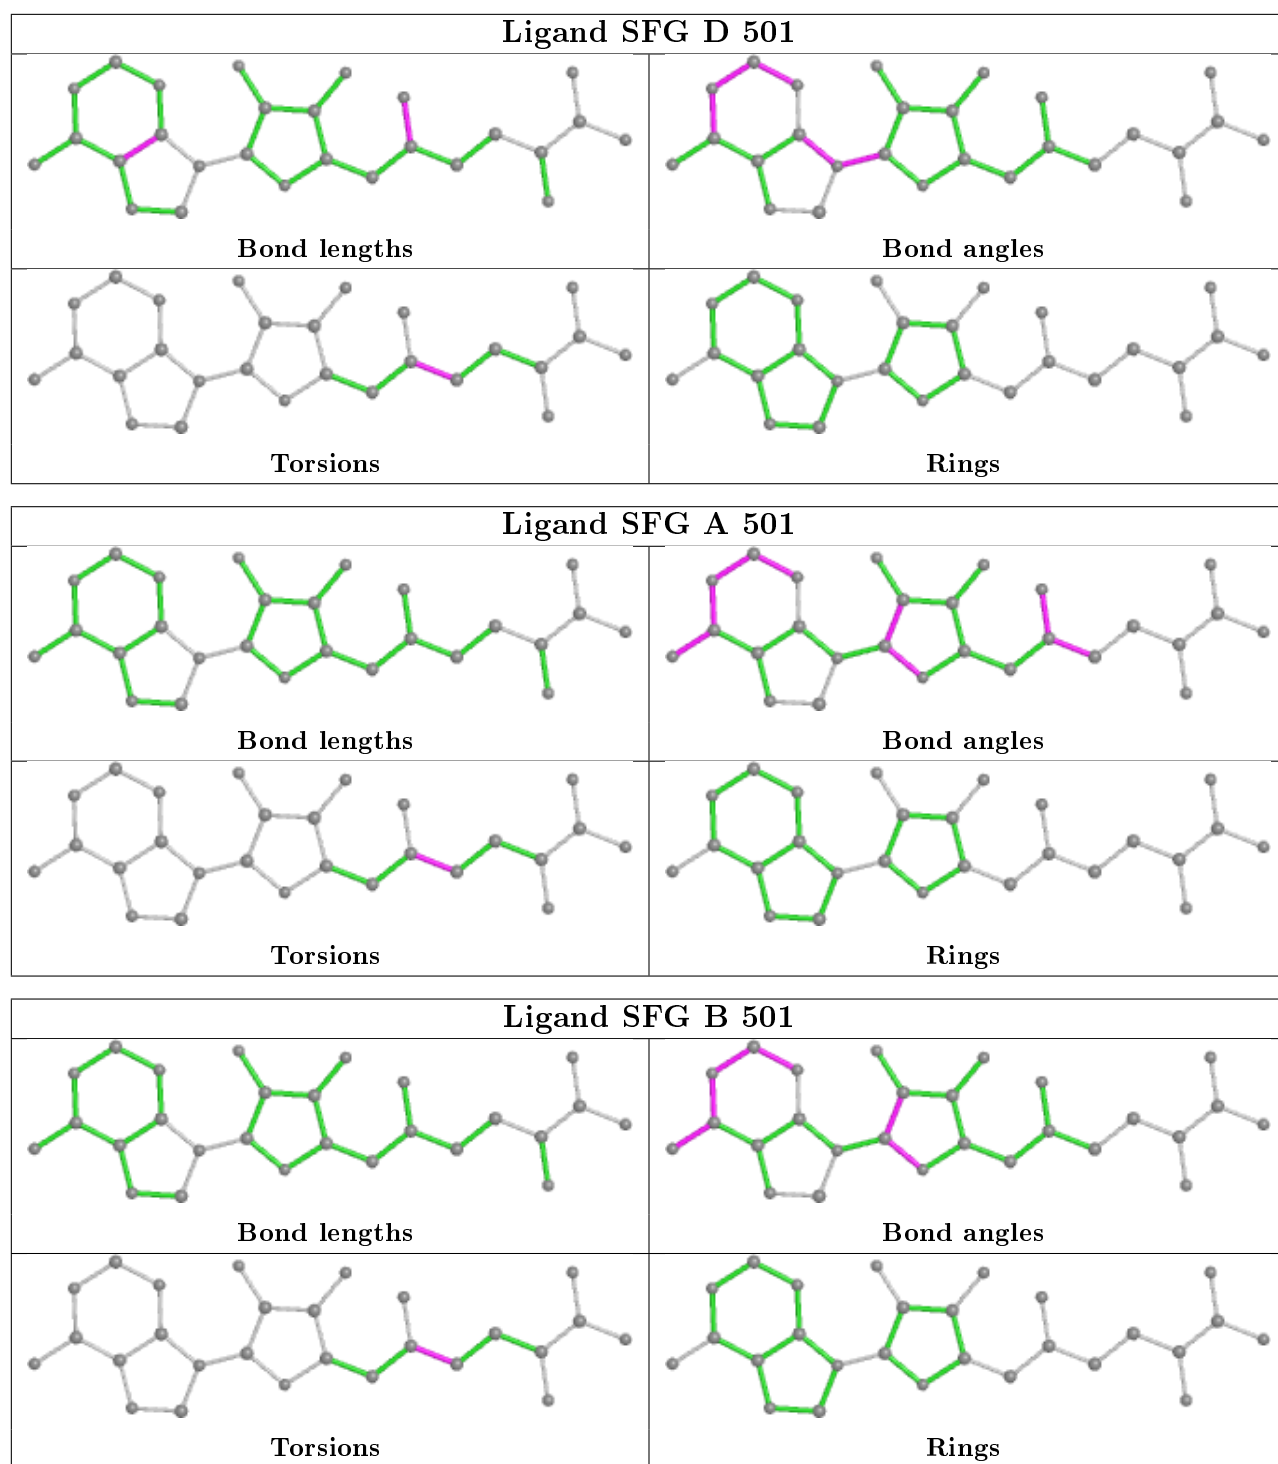 Ligand SFG D 501
Bond lengths
Bond angles
Torsions
Rings
Ligand SFG A 501
Bond lengths
Bond angles
Torsions
Rings
Ligand SFG B 501
Bond lengths
Bond angles
Torsions
Rings